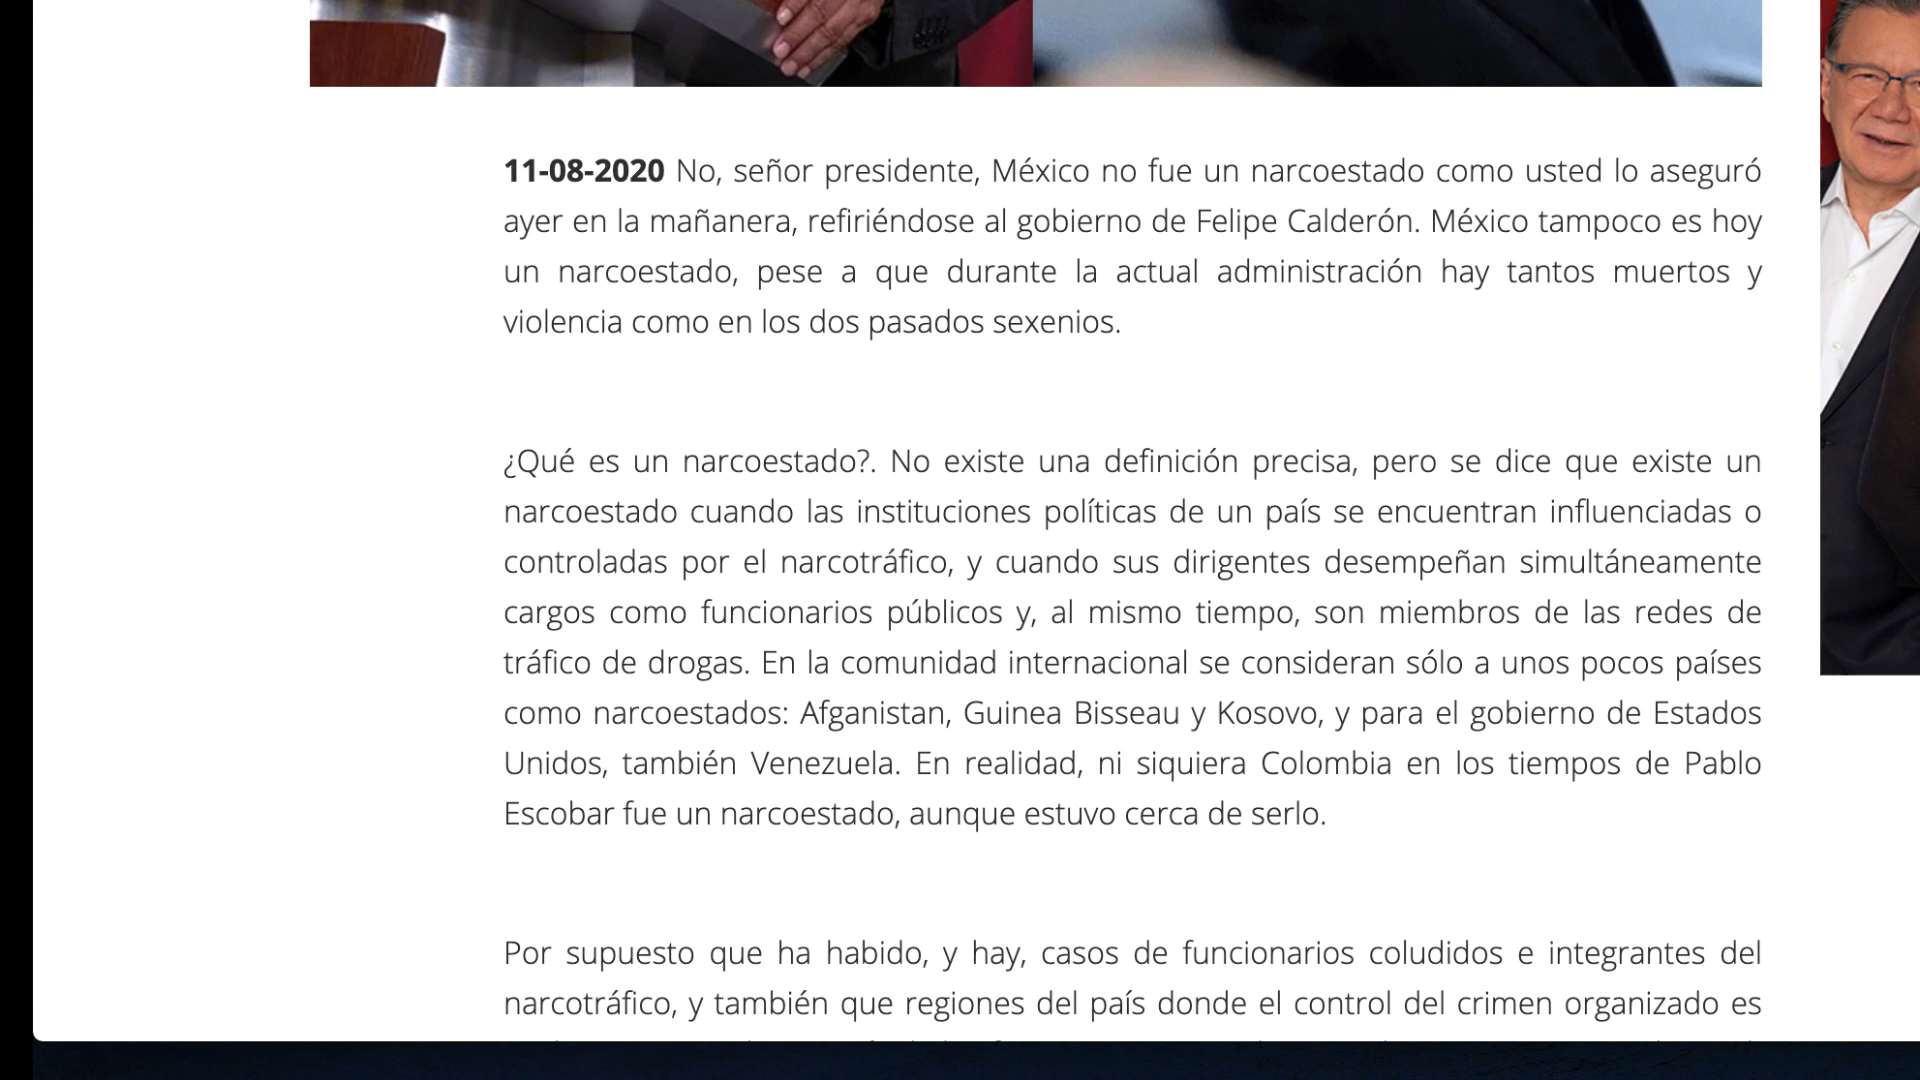 11-08-2020 No, señor presidente, México no fue un narcoestado como usted lo aseguró
ayer en la mañanera, refiriéndose al gobierno de Felipe Calderón. México tampoco es hoy
un narcoestado, pese a que durante la actual administración hay tantos muertos y
violencia como en los dos pasados sexenios.
¿Qué es un narcoestado?. No existe una definición precisa, pero se dice que existe un
narcoestado cuando las instituciones políticas de un país se encuentran influenciadas o
controladas por el narcotráfico, y cuando sus dirigentes desempeñan simultáneamente
cargos como funcionarios públicos y, al mismo tiempo, son miembros de las redes de
tráfico de drogas. En la comunidad internacional se consideran sólo a unos pocos países
como narcoestados: Afganistan, Guinea Bisseau y Kosovo, y para el gobierno de Estados
Unidos, también Venezuela. En realidad, ni siquiera Colombia en los tiempos de Pablo
Escobar fue un narcoestado, aunque estuvo cerca de serlo.
Por supuesto que ha habido, y hay, casos de funcionarios coludidos e integrantes del
narcotráfico, y también que regiones del país donde el control del crimen organizado es